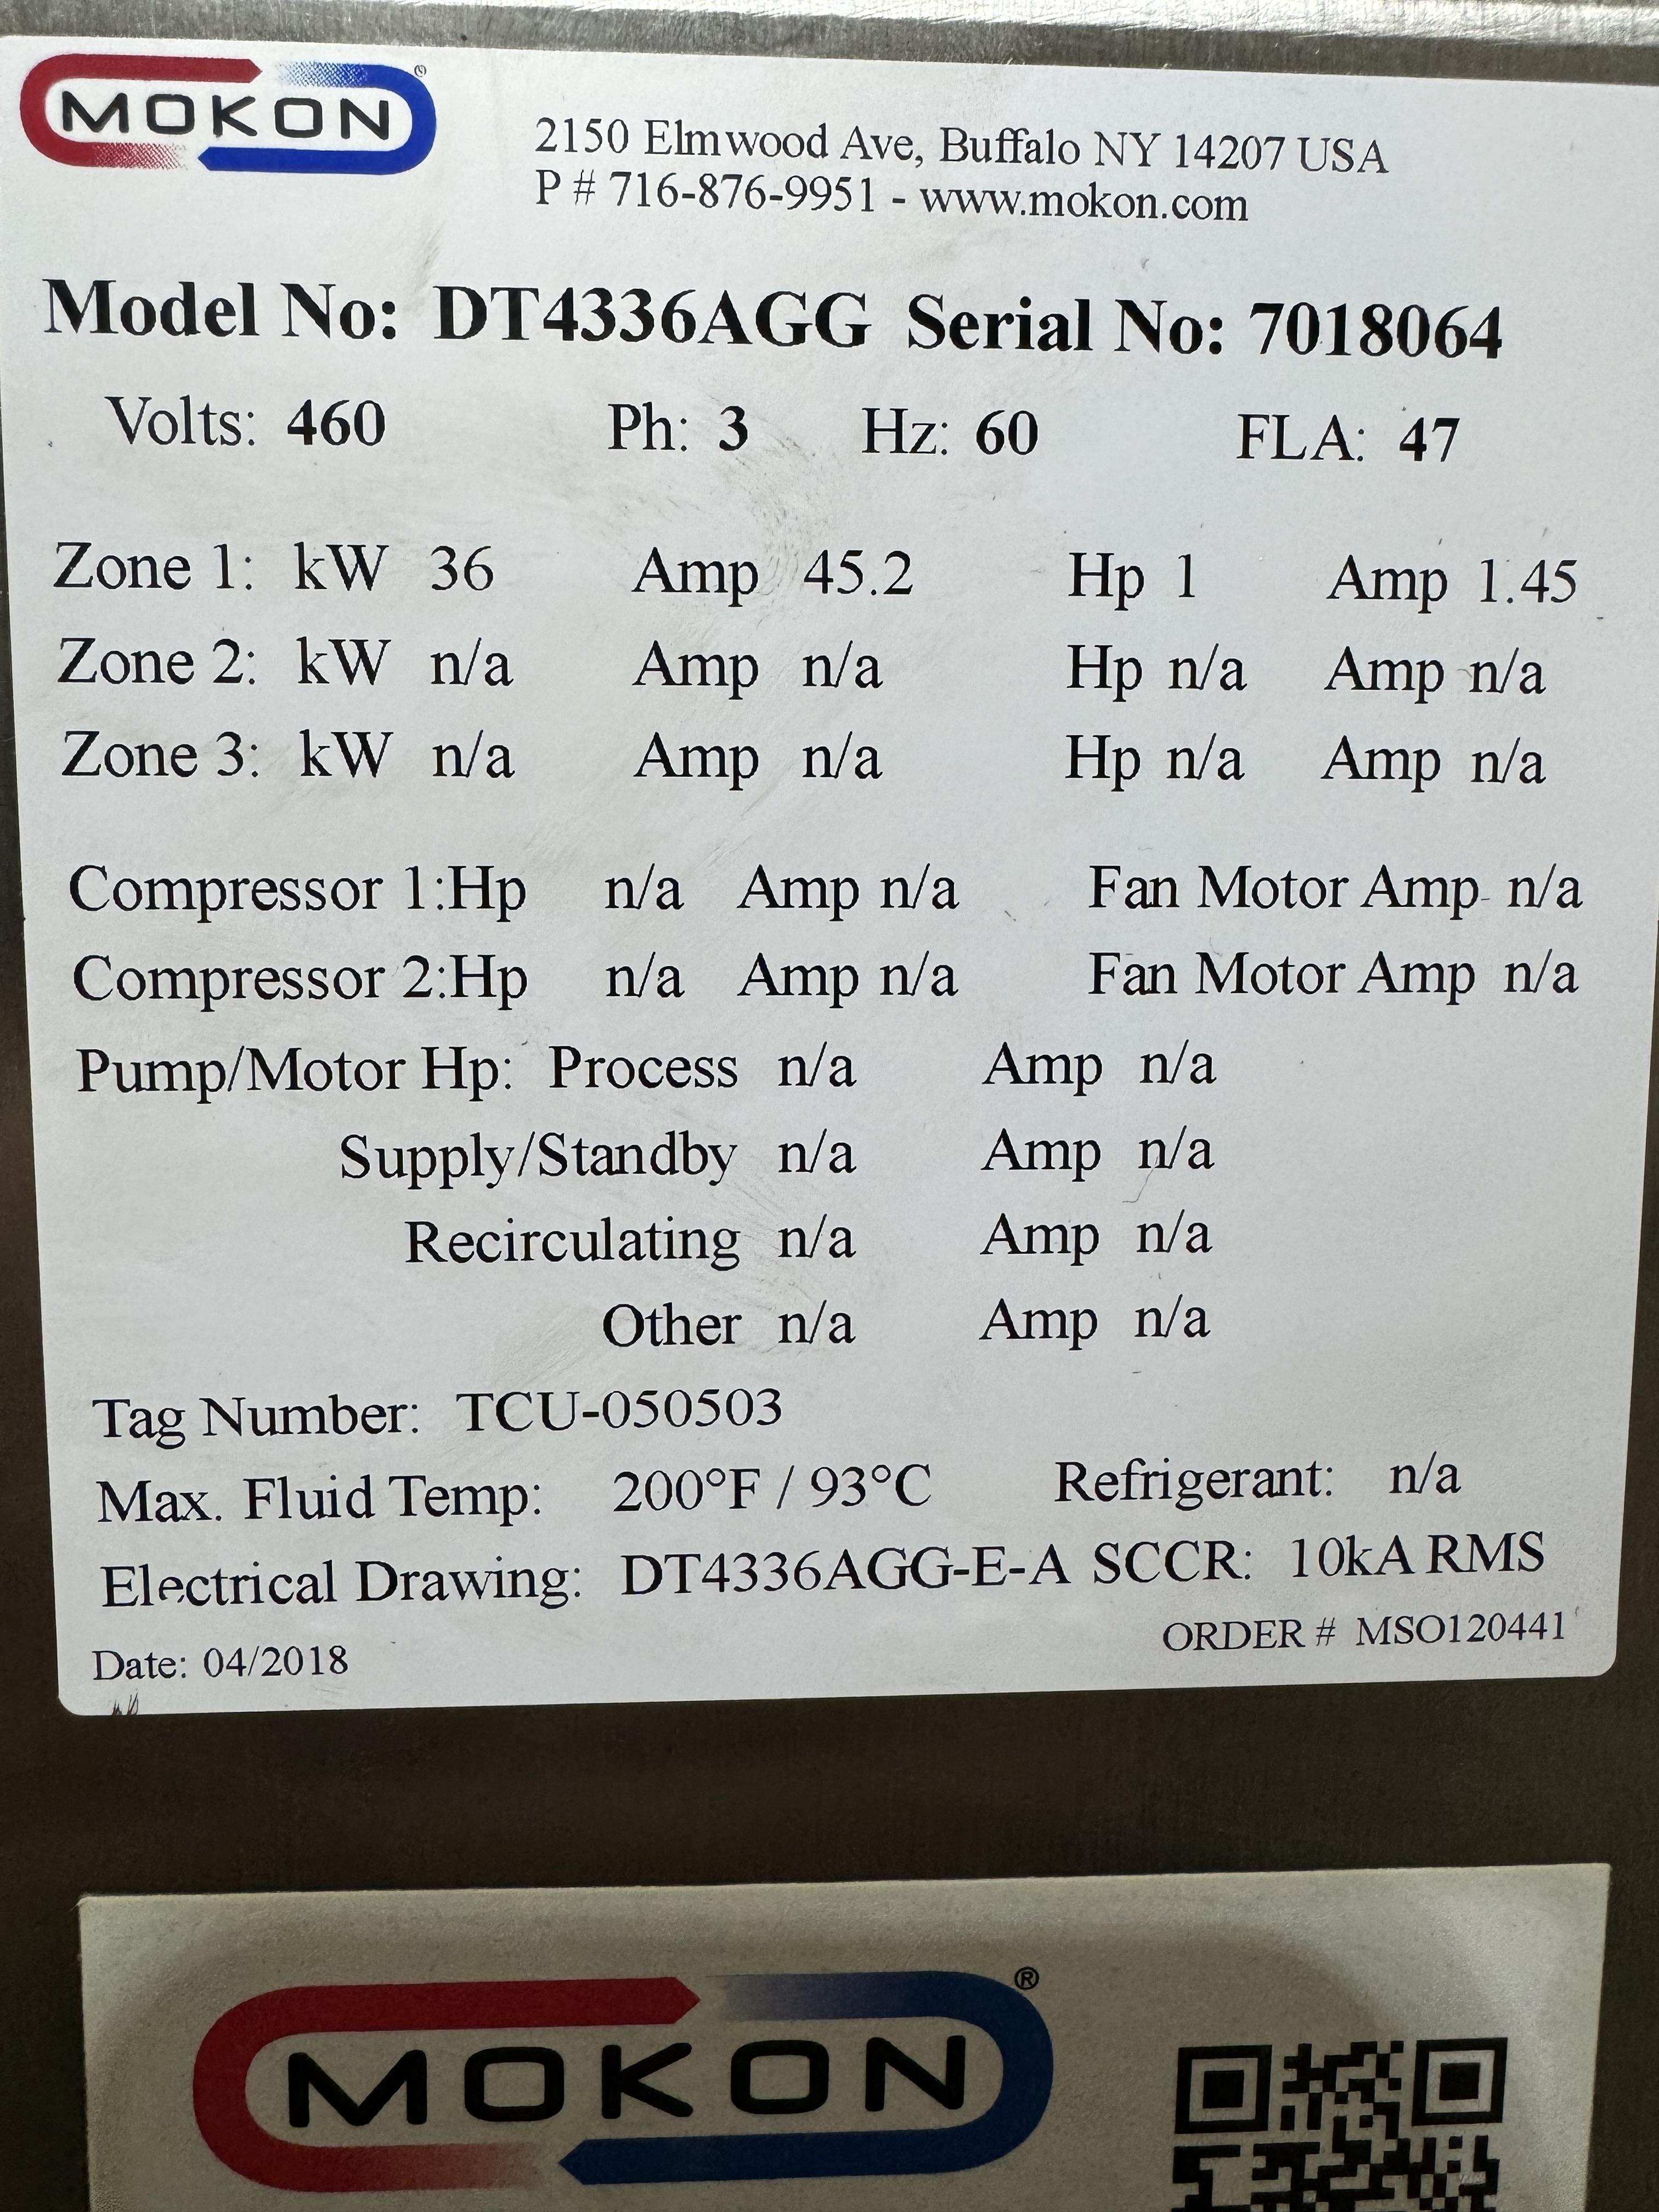 MOKON®
2150 Elmwood Ave, Buffalo NY 14207 USA
P # 716-876-9951 - www.mokon.com
Model No: DT4336AGG Serial No: 7018064
Volts: 460 Ph: 3 Hz: 60 FLA: 47
Zone 1: kW 36 Amp 45.2 Hp 1 Amp 1.45
Zone 2: kW n/a Amp n/a Hp n/a Amp n/a
Zone 3: kW n/a Amp n/a Hp n/a Amp n/a
Compressor 1:Hp n/a Amp n/a Fan Motor Amp n/a
Compressor 2:Hp n/a Amp n/a Fan Motor Amp n/a
Pump/Motor Hp: Process n/a Amp n/a
Supply/Standby n/a Amp n/a
Recirculating n/a Amp n/a
Other n/a Amp n/a
Tag Number: TCU-050503
Max. Fluid Temp: 200°F / 93°C Refrigerant: n/a
Electrical Drawing: DT4336AGG-E-A SCCR: 10kA RMS
ORDER # MSO120441
Date: 04/2018
MOKON®